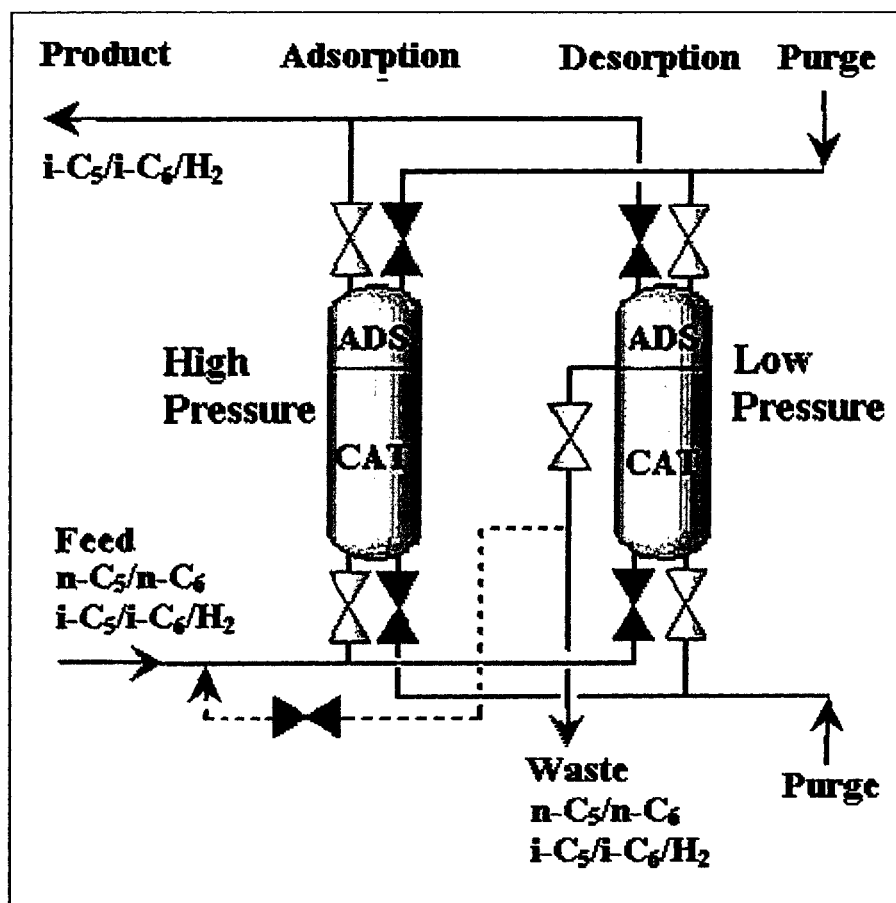 Product Adsorption Desorption Purge
i-C₅/i-C₆/H₂
ADS ADS
High
Pressure
Low
Pressure
CAT CAT
Feed
n-C₅/n-C₆
i-C₅/i-C₆/H₂
Waste
n-C₅/n-C₆
i-C₅/i-C₆/H₂
Purge